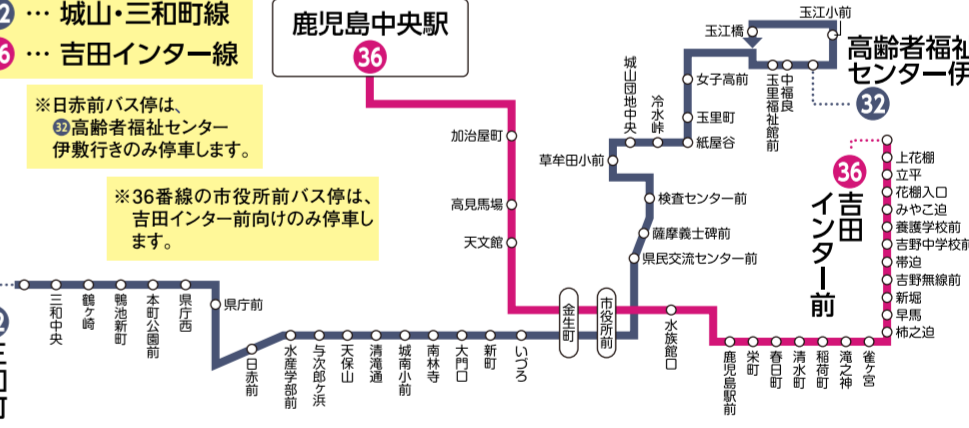 32 … 城山・三和町線
36 … 吉田インター線
※日赤前バス停は、
32高齢者福祉センター
伊敷行きのみ停車します。
※36番線の市役所前バス停は、
吉田インター前向けのみ停車し
ます。
鹿児島中央駅
36
加治屋町
高見馬場
天文館
金生町
市役所前
水族館口
鹿児島駅前
栄町
春日町
清水町
稲荷町
滝之神
雀ヶ宮
柿之迫
早馬
新堀
吉野無線前
帯迫
吉野中学校前
養護学校前
みやこ迫
花棚入口
立平
上花棚
36
吉田
インター前
三和町
三和中央
鶴ヶ崎
鴨池新町
本町公園前
県庁西
県庁前
日赤前
水産学部前
与次郎ヶ浜
天保山
清滝通
城南小前
南林寺
大門口
新町
いづろ
県民交流センター前
薩摩義士碑前
検査センター前
草牟田小前
城山団地中央
冷水峠
紙屋谷
玉里町
女子高前
玉江橋
玉江小前
玉里福祉館前
中福良
高齢者福祉
センター伊
32